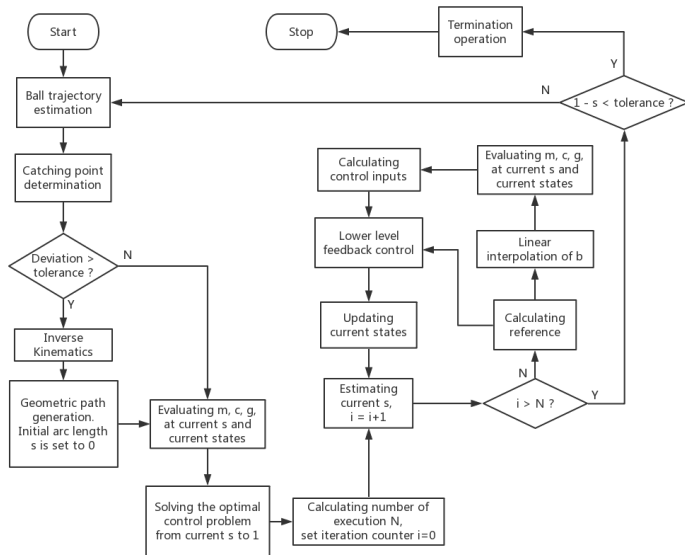 Start
Stop
Termination
operation
Y
N
1 - s < tolerance ?
Ball trajectory
estimation
Catching point
determination
Deviation >
tolerance ?
N
Y
Inverse
Kinematics
Geometric path
generation.
Initial arc length
s is set to 0
Evaluating m, c, g,
at current s and
current states
Solving the optimal
control problem
from current s to 1
Calculating number of
execution N,
set iteration counter i=0
Estimating
current s,
i = i+1
i > N ?
N
Y
Calculating
reference
Linear
interpolation of b
Evaluating m, c, g,
at current s and
current states
Calculating
control inputs
Lower level
feedback control
Updating
current states